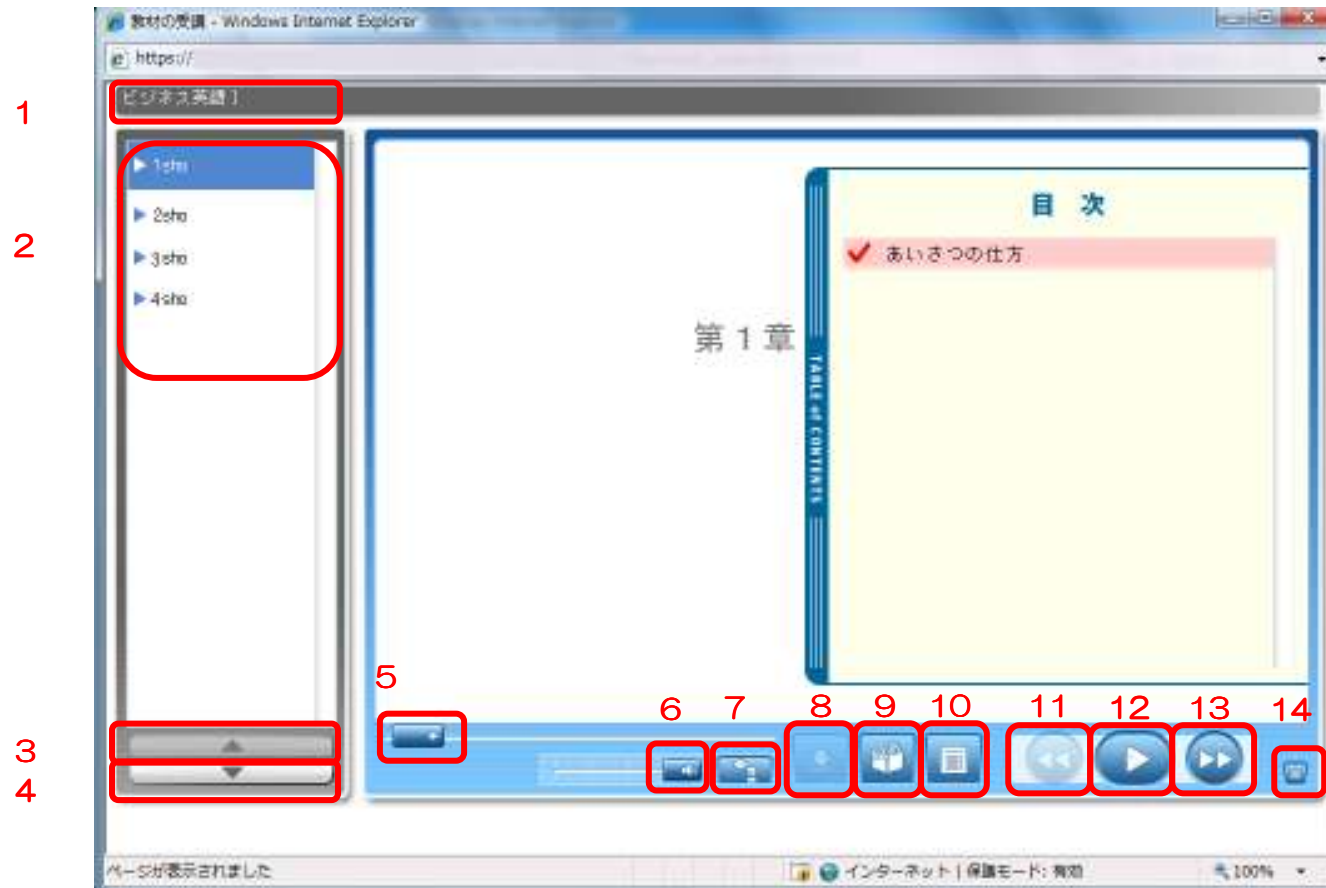 教材の受講 - Windows Internet Explorer
https://
1
ビジネス英語 I
2
1sho
2sho
3sho
4sho
目 次
あいさつの仕方
第 1 章
TABLE of CONTENTS
3
4
5
6
7
8
9
10
11
12
13
14
ページが表示されました
インターネット | 保護モード: 有効
100%